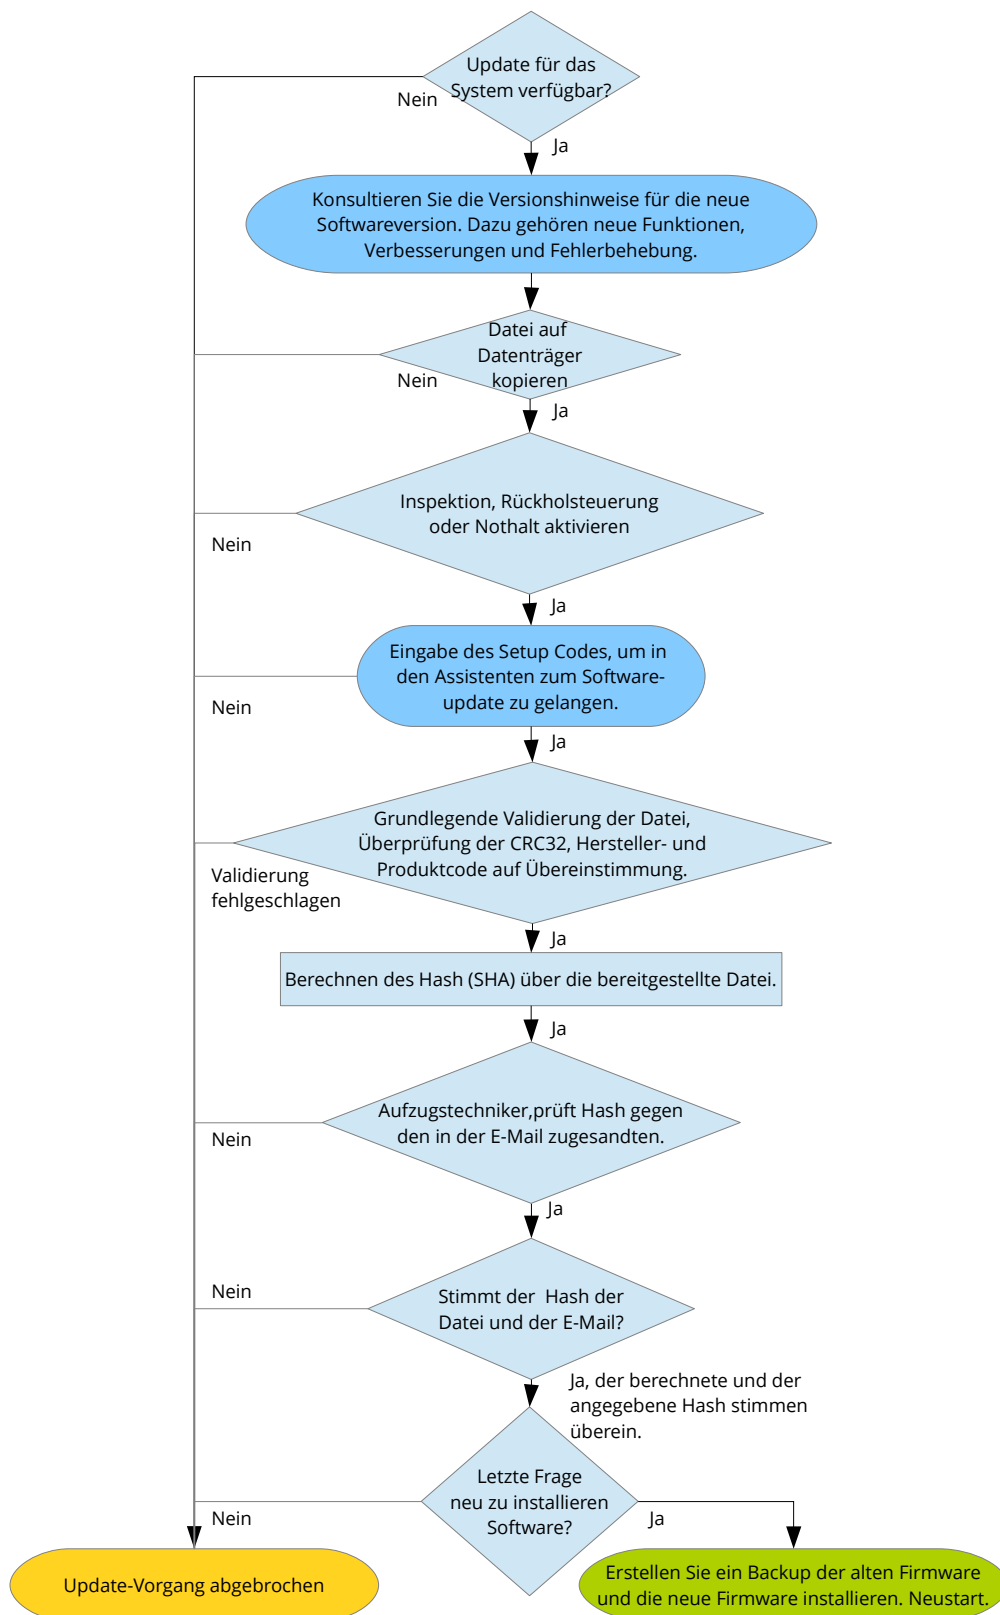 Update für das
System verfügbar?
Nein
Ja
Konsultieren Sie die Versionshinweise für die neue
Softwareversion. Dazu gehören neue Funktionen,
Verbesserungen und Fehlerbehebung.
Datei auf
Datenträger
kopieren
Nein
Ja
Inspektion, Rückholsteuerung
oder Nothalt aktivieren
Nein
Ja
Eingabe des Setup Codes, um in
den Assistenten zum Software-
update zu gelangen.
Nein
Ja
Grundlegende Validierung der Datei,
Überprüfung der CRC32, Hersteller- und
Produktcode auf Übereinstimmung.
Validierung
fehlgeschlagen
Ja
Berechnen des Hash (SHA) über die bereitgestellte Datei.
Ja
Aufzugstechniker,prüft Hash gegen
den in der E-Mail zugesandten.
Nein
Ja
Nein
Stimmt der  Hash der
Datei und der E-Mail?
Ja, der berechnete und der
angegebene Hash stimmen
überein.
Letzte Frage
neu zu installieren
Software?
Nein
Ja
Update-Vorgang abgebrochen
Erstellen Sie ein Backup der alten Firmware
und die neue Firmware installieren. Neustart.